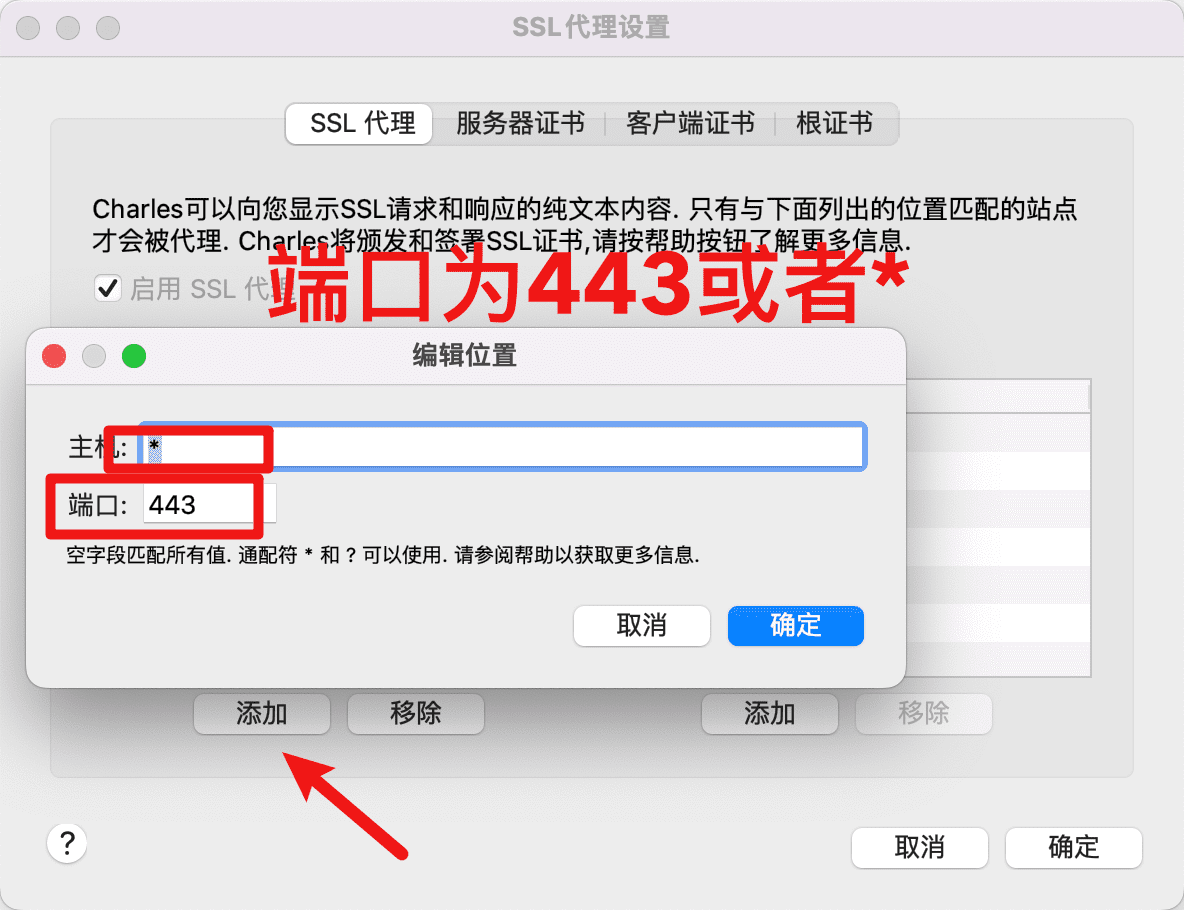 SSL代理设置
SSL 代理 服务器证书 客户端证书 根证书
Charles可以向您显示SSL请求和响应的纯文本内容. 只有与下面列出的位置匹配的站点
才会被代理. Charles将颁发和签署SSL证书,请按帮助按钮了解更多信息.
启用 SSL 代理
端口为443或者*
编辑位置
主机: *
端口: 443
空字段匹配所有值. 通配符 * 和 ? 可以使用. 请参阅帮助以获取更多信息.
取消 确定
添加 移除 添加 移除
? 取消 确定